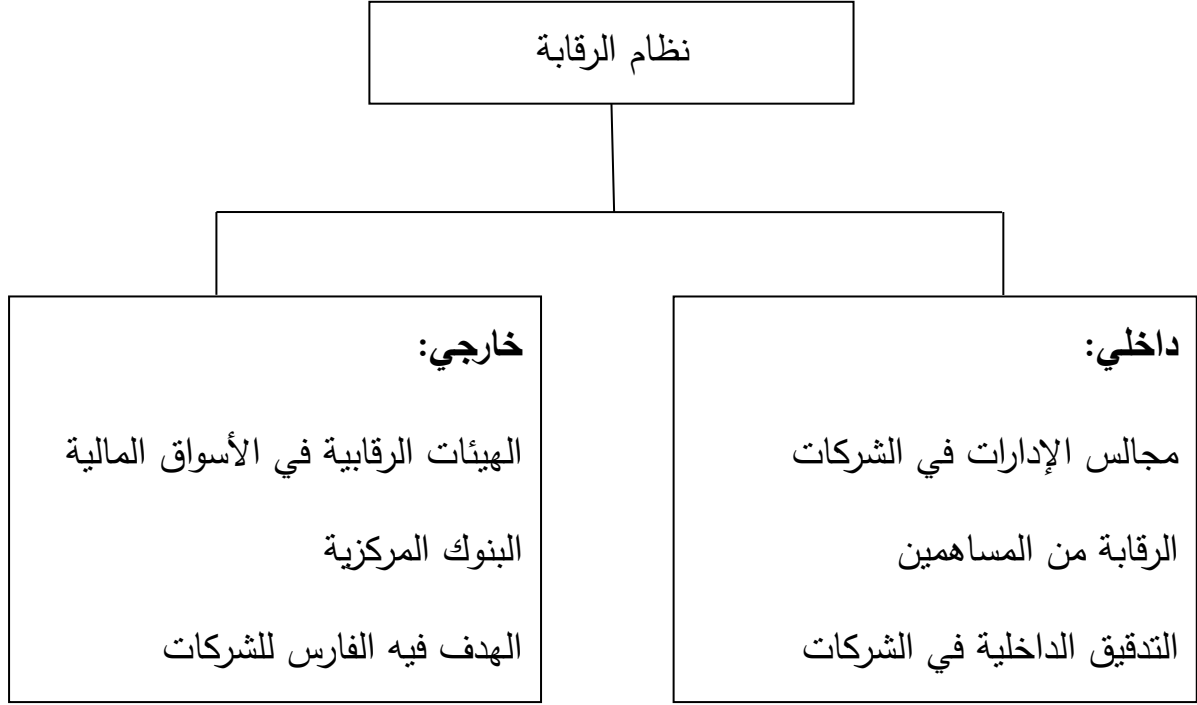 نظام الرقابة
داخلي:
مجالس الإدارات في الشركات
الرقابة من المساهمين
التدقيق الداخلية في الشركات
خارجي:
الهيئات الرقابية في الأسواق المالية
البنوك المركزية
الهدف فيه الفارس للشركات